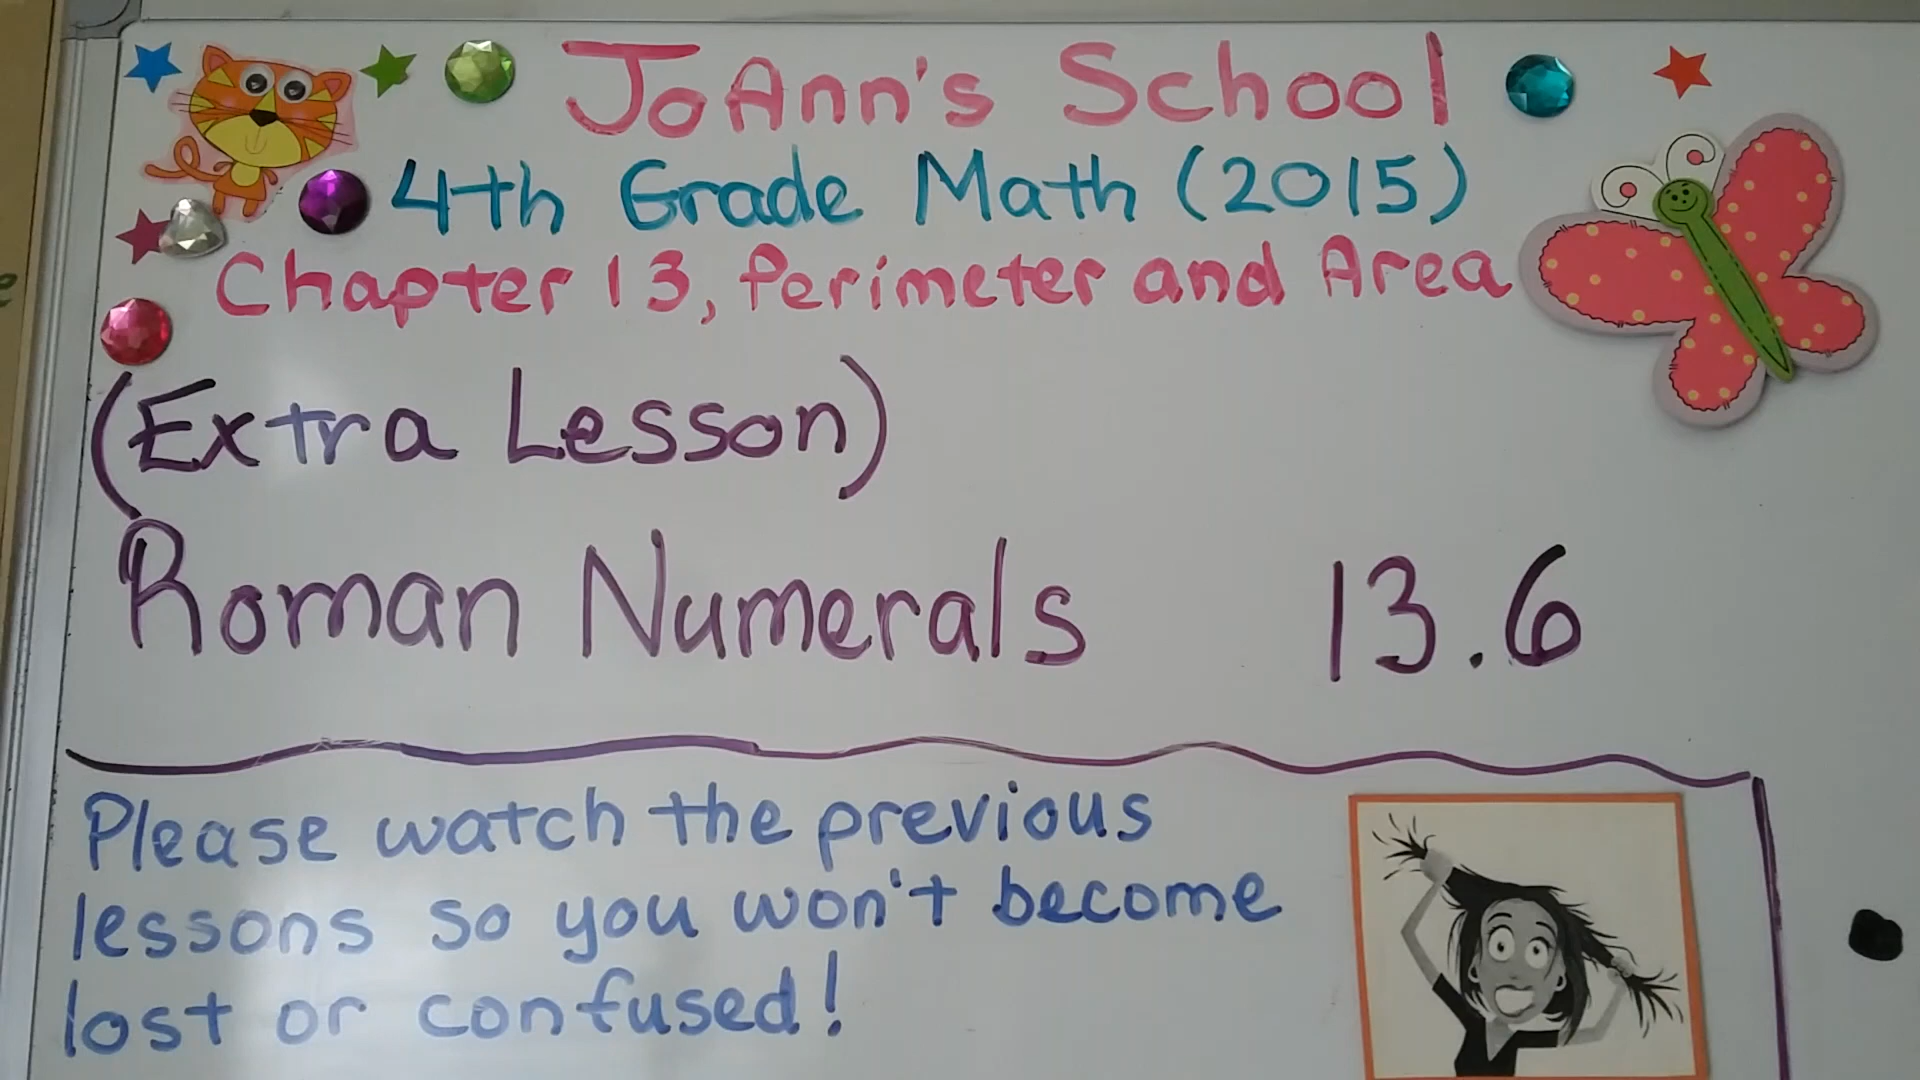 JoAnn's School
4th Grade Math (2015)
Chapter 13, Perimeter and Area
(Extra Lesson)
Roman Numerals 13.6
Please watch the previous
lessons so you won't become
lost or confused!